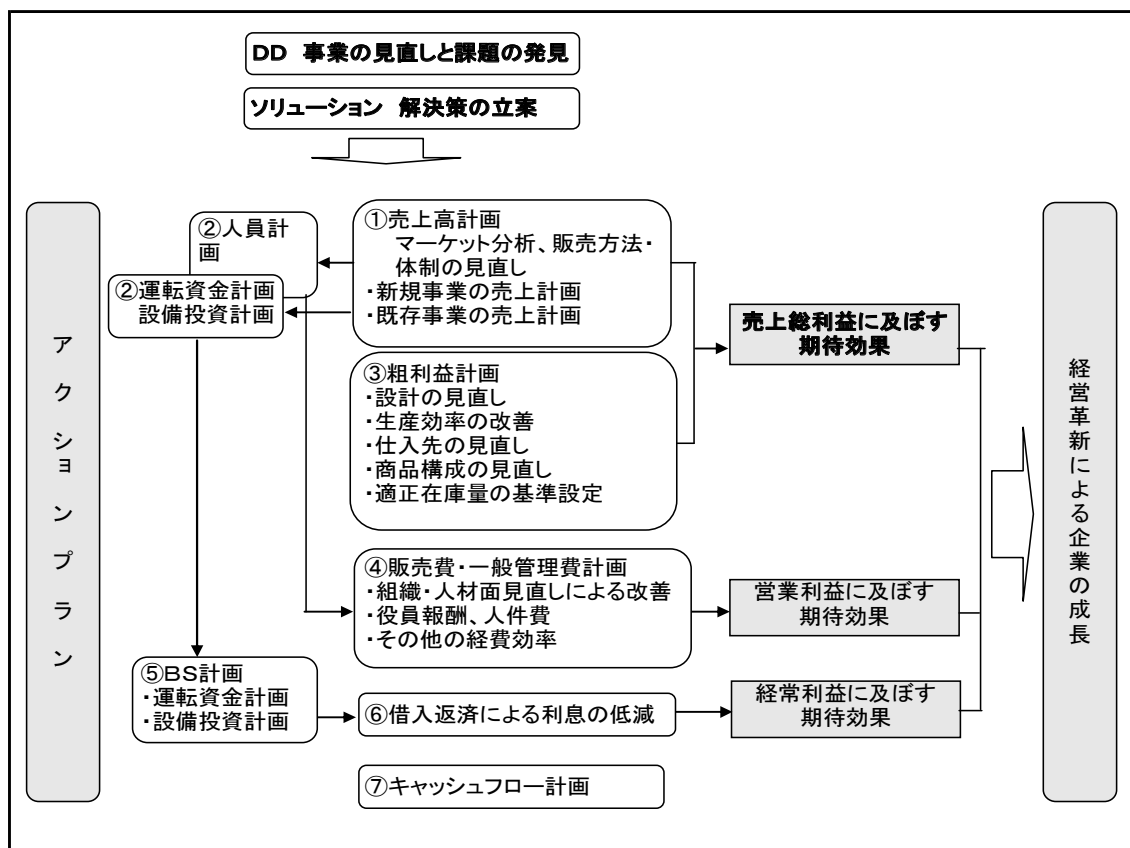 DD 事業の見直しと課題の発見
ソリューション 解決策の立案
アクションプラン
②人員計
画
②運転資金計画
設備投資計画
①売上高計画
マーケット分析、販売方法・
体制の見直し
・新規事業の売上計画
・既存事業の売上計画
③粗利益計画
・設計の見直し
・生産効率の改善
・仕入先の見直し
・商品構成の見直し
・適正在庫量の基準設定
売上総利益に及ぼす
期待効果
④販売費・一般管理費計画
・組織・人材面見直しによる改善
・役員報酬、人件費
・その他の経費効率
営業利益に及ぼす
期待効果
⑤BS計画
・運転資金計画
・設備投資計画
⑥借入返済による利息の低減
経常利益に及ぼす
期待効果
⑦キャッシュフロー計画
経営革新による企業の成長